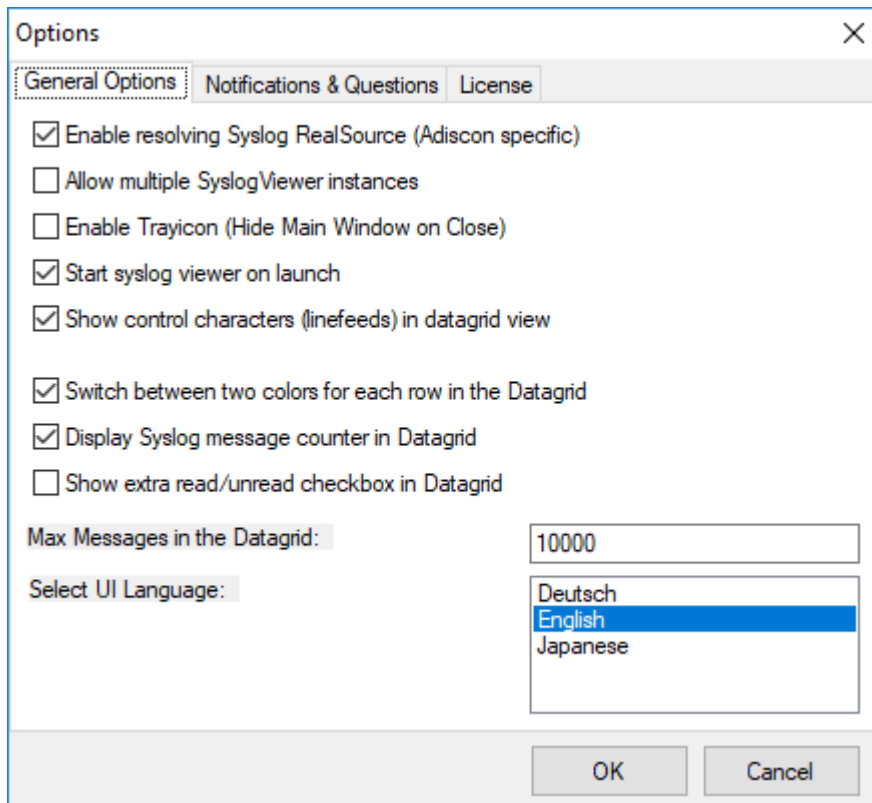 Options
General Options
Notifications & Questions
License
Enable resolving Syslog RealSource (Adiscon specific)
Allow multiple SyslogViewer instances
Enable Trayicon (Hide Main Window on Close)
Start syslog viewer on launch
Show control characters (linefeeds) in datagrid view
Switch between two colors for each row in the Datagrid
Display Syslog message counter in Datagrid
Show extra read/unread checkbox in Datagrid
Max Messages in the Datagrid:
10000
Select UI Language:
Deutsch
English
Japanese
OK
Cancel